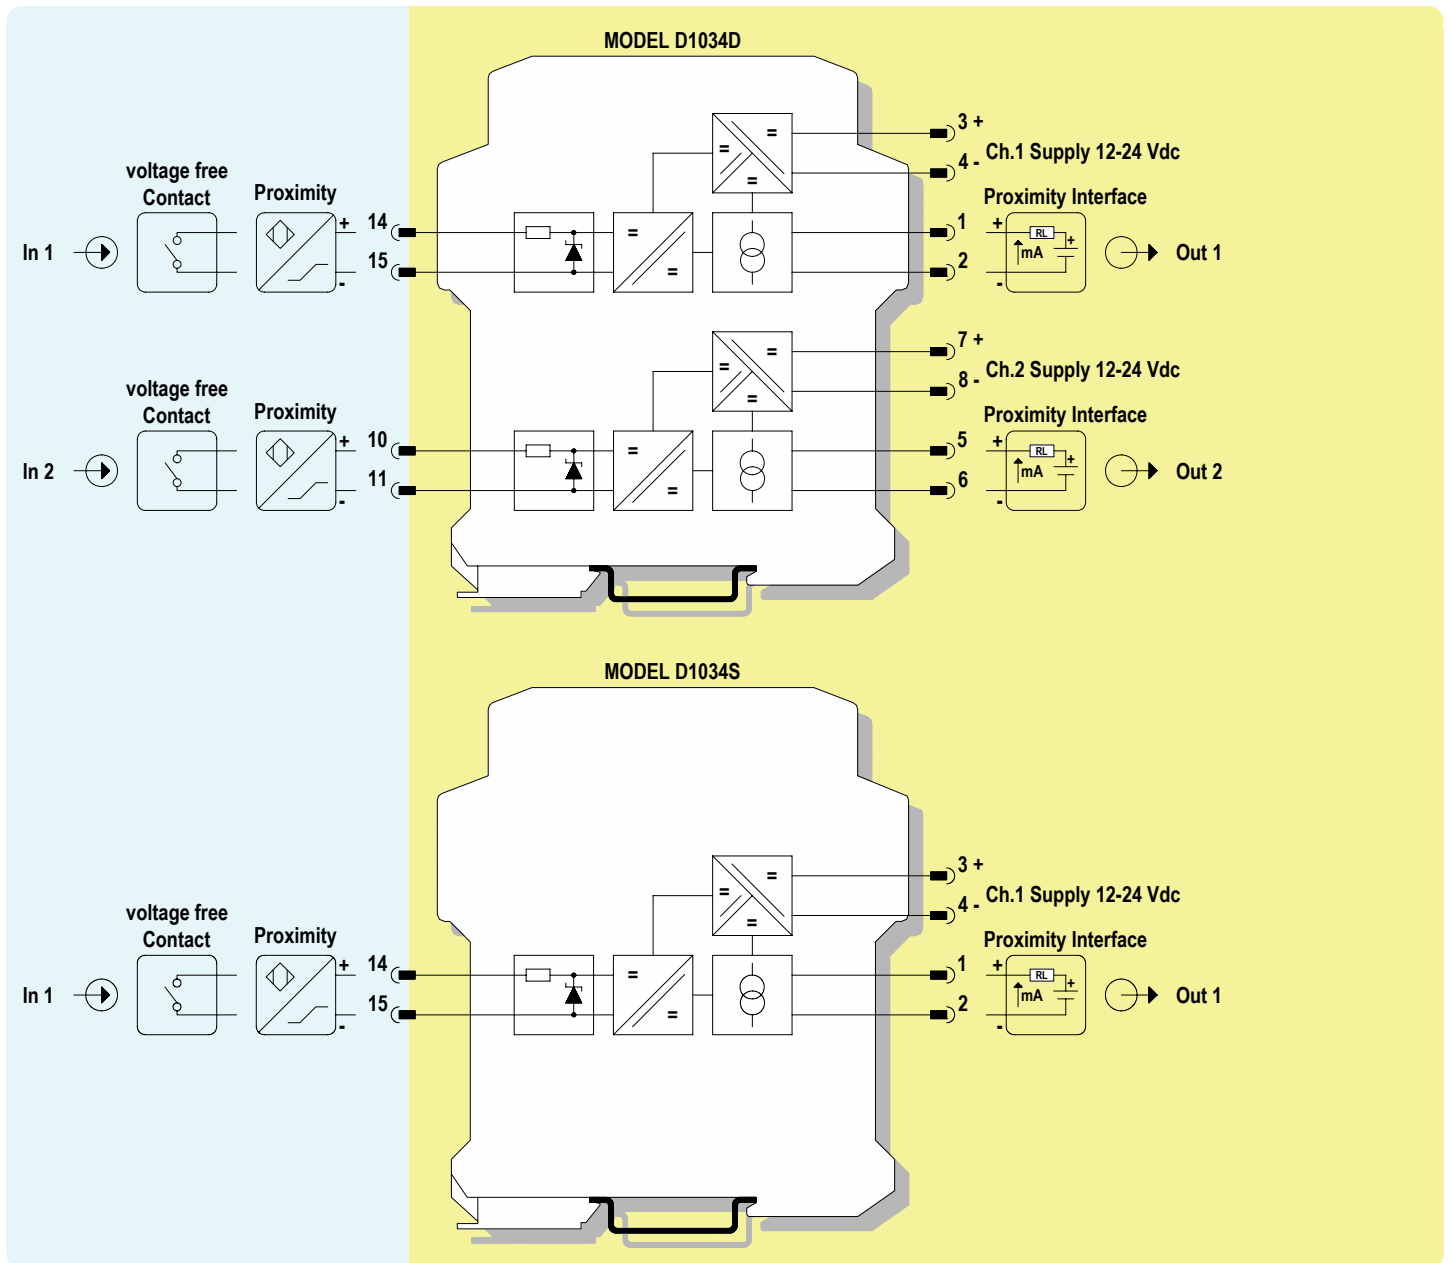 MODEL D1034D
3 +
Ch.1 Supply 12-24 Vdc
4 -
voltage free
Contact
Proximity
Proximity Interface
In 1
+
14
15
-
=
=
=
=
=
1
2
+
RL
+
mA
-
Out 1
7 +
Ch.2 Supply 12-24 Vdc
8 -
voltage free
Contact
Proximity
Proximity Interface
In 2
+
10
11
-
=
=
=
=
=
5
6
+
RL
+
mA
-
Out 2
MODEL D1034S
3 +
Ch.1 Supply 12-24 Vdc
4 -
voltage free
Contact
Proximity
Proximity Interface
In 1
+
14
15
-
=
=
=
=
=
1
2
+
RL
+
mA
-
Out 1